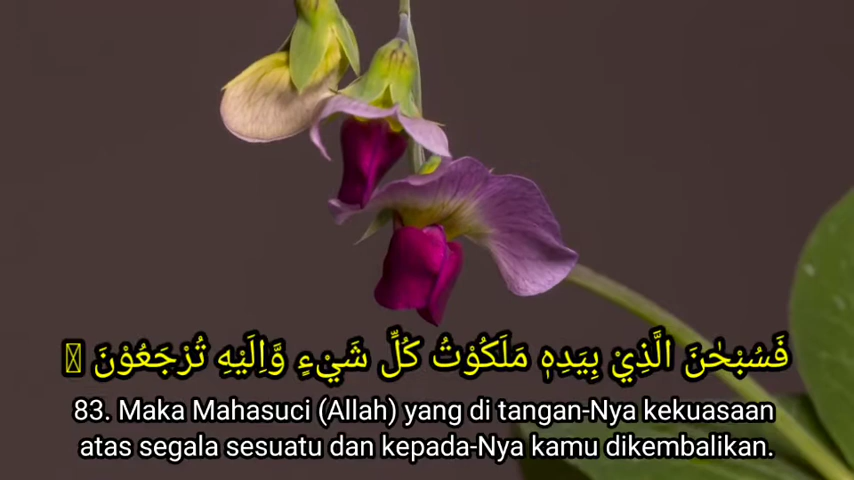 فَسُبْحٰنَ الَّذِيْ بِيَدِهٖ مَلَكُوْتُ كُلِّ شَيْءٍ وَّاِلَيْهِ تُرْجَعُوْنَ
83. Maka Mahasuci (Allah) yang di tangan-Nya kekuasaan
atas segala sesuatu dan kepada-Nya kamu dikembalikan.